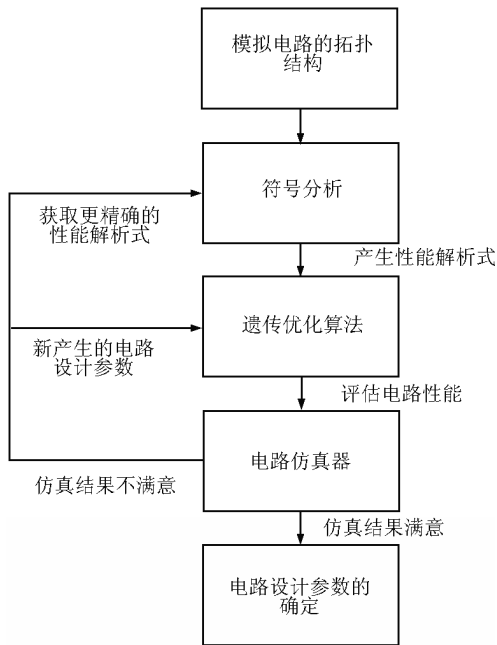 模拟电路的拓扑
结构
符号分析
获取更精确的
性能解析式
产生性能解析式
遗传优化算法
新产生的电路
设计参数
评估电路性能
电路仿真器
仿真结果不满意
仿真结果满意
电路设计参数的
确定